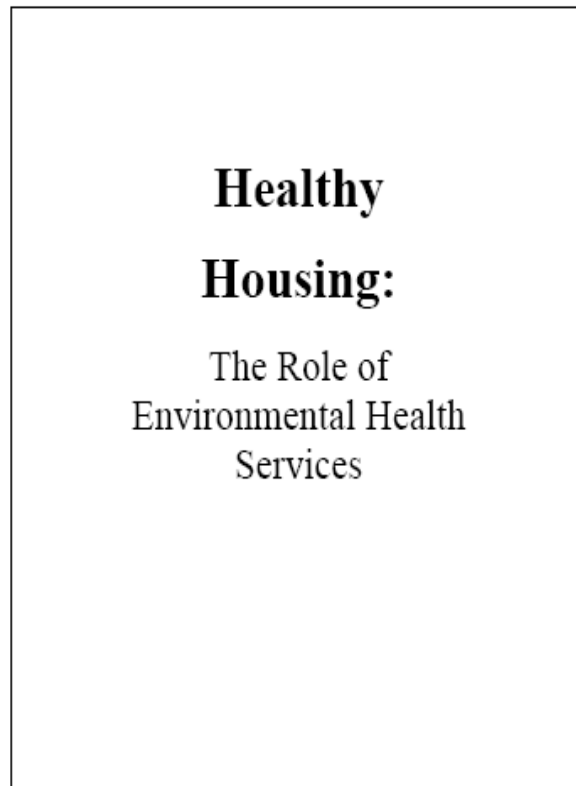 Healthy
Housing:
The Role of
Environmental Health
Services